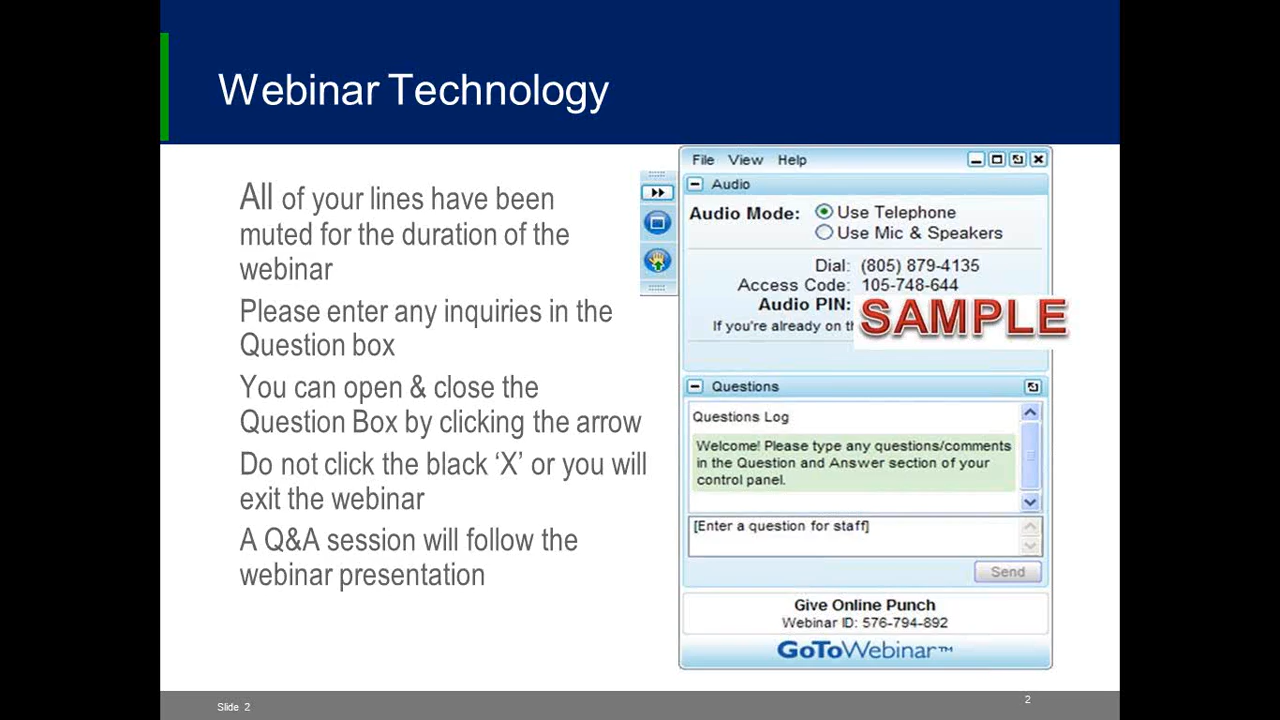 Webinar Technology
All of your lines have been
muted for the duration of the
webinar
Please enter any inquiries in the
Question box
You can open & close the
Question Box by clicking the arrow
Do not click the black ‘X’ or you will
exit the webinar
A Q&A session will follow the
webinar presentation
File View Help
Audio
Audio Mode: Use Telephone
Use Mic & Speakers
Dial: (805) 879-4135
Access Code: 105-748-644
Audio PIN:
If you're already on
SAMPLE
Questions
Questions Log
Welcome! Please type any questions/comments
in the Question and Answer section of your
control panel.
[Enter a question for staff]
Send
Give Online Punch
Webinar ID: 576-794-892
GoToWebinar™
Slide 2
2